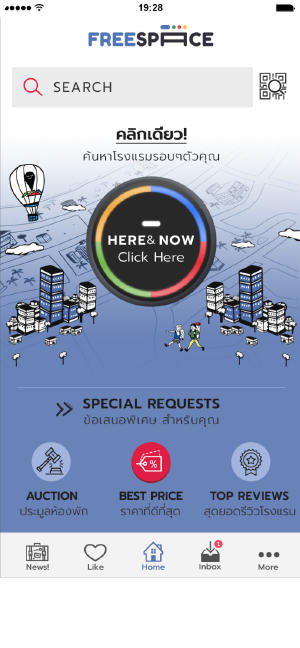 19:28
FREESPACE
SEARCH
คลิกเดียว!
ค้นหาโรงแรมรอบๆตัวคุณ
HERE & NOW
Click Here
SPECIAL REQUESTS
ข้อเสนอพิเศษ สำหรับคุณ
AUCTION BEST PRICE TOP REVIEWS
ประมูลห้องพัก ราคาที่ดีที่สุด สุดยอดรีวิวโรงแรม
1
News! Like Home Inbox More